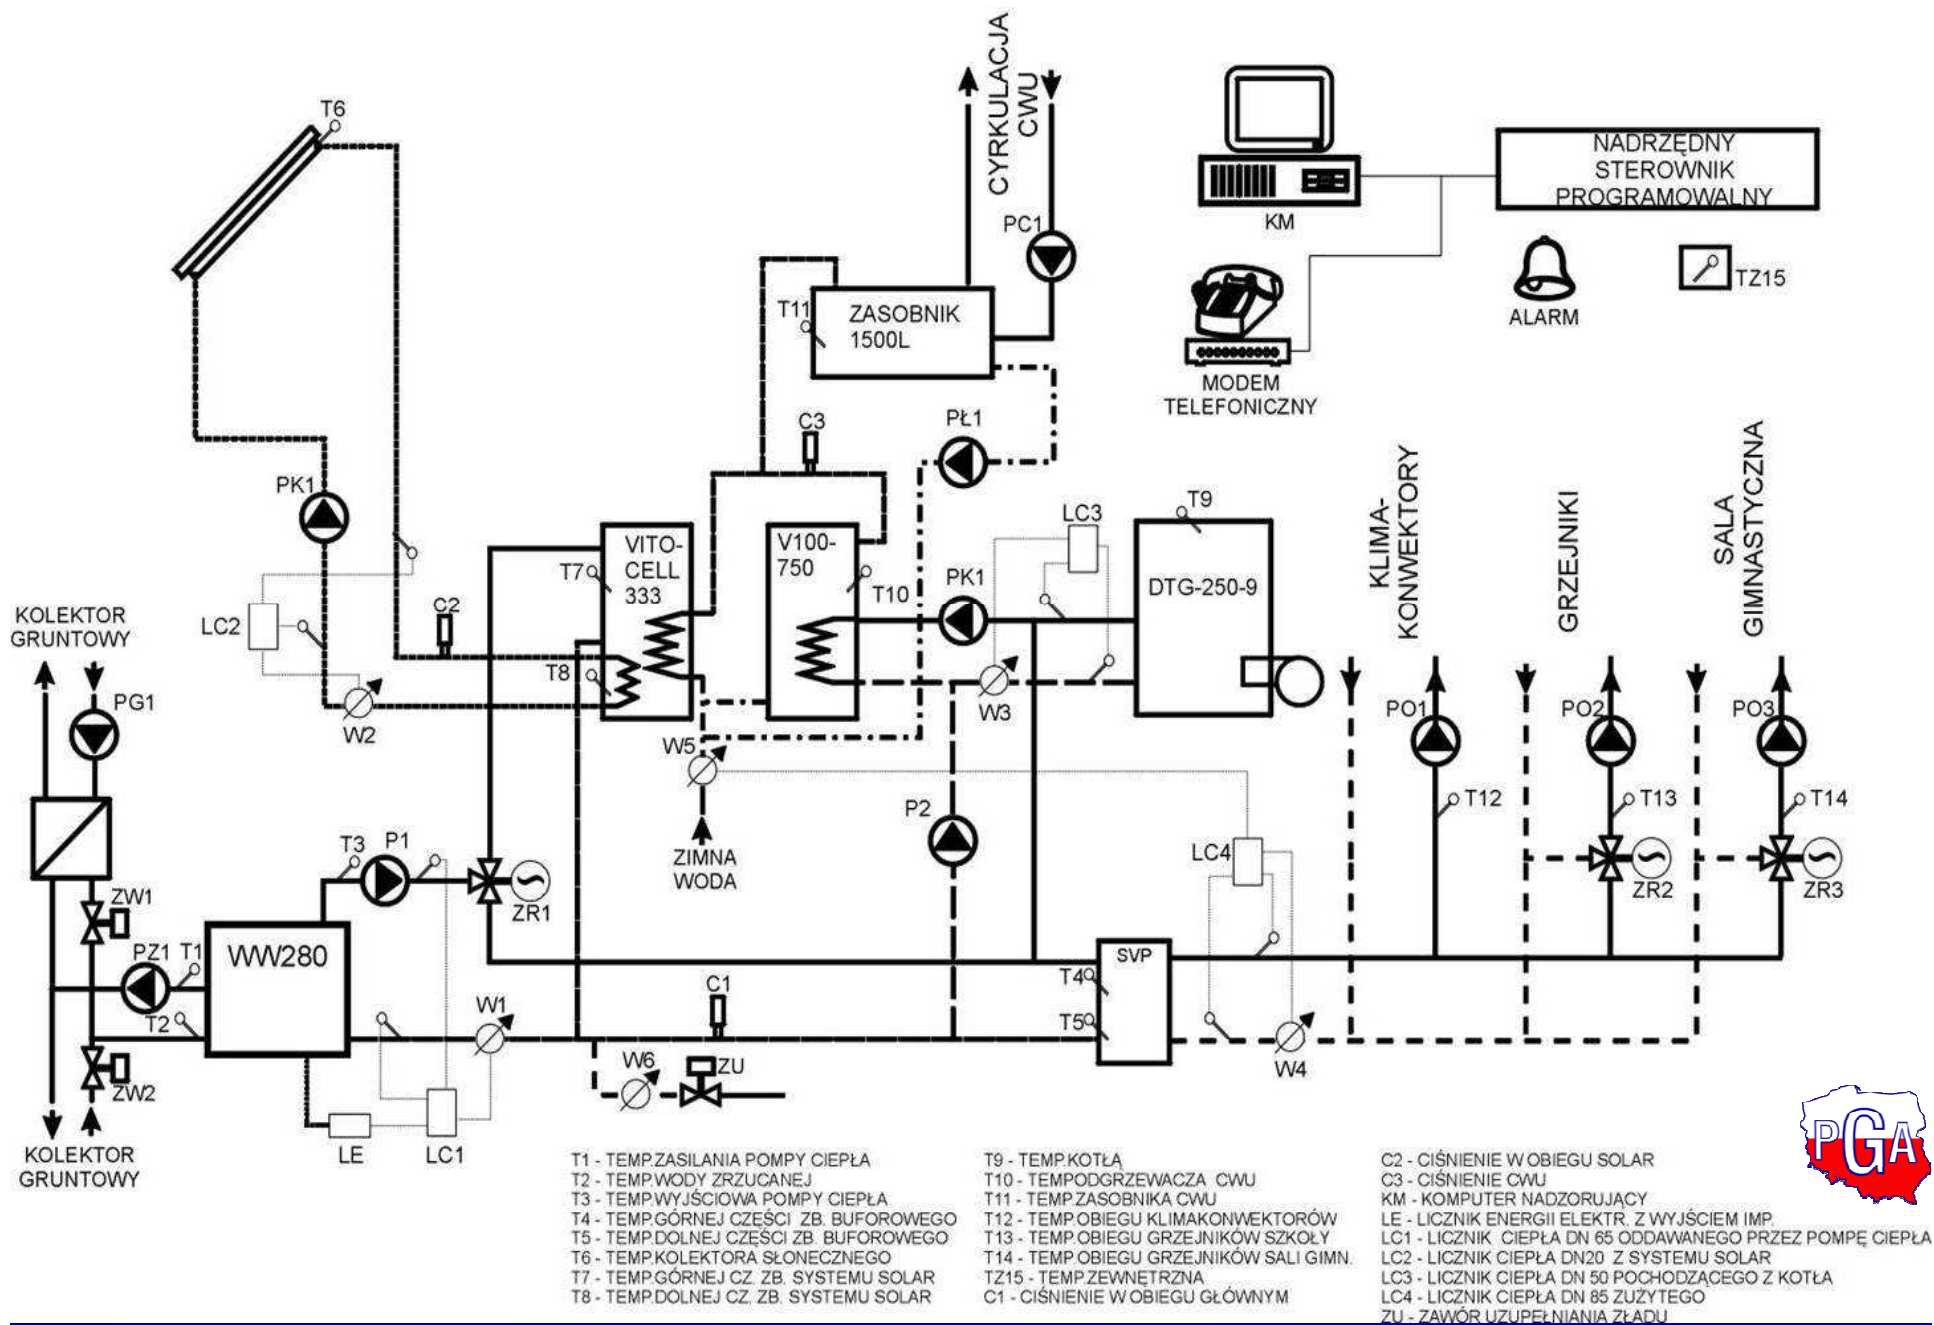 T6
CYRKULACJA
CWU
PC1
KM
NADRZĘDNY
STEROWNIK
PROGRAMOWALNY
ALARM
TZ15
MODEM
TELEFONICZNY
T11
ZASOBNIK
1500L
C3
PŁ1
PK1
LC2
C2
W2
VITO-
CELL
333
T7
T8
V100-
750
T10
PK1
LC3
T9
DTG-250-9
W3
W5
ZIMNA
WODA
P2
KLIMA-
KONWEKTORY
GRZEJNIKI
SALA
GIMNASTYCZNA
PO1
PO2
PO3
T12
T13
T14
ZR2
ZR3
LC4
W4
KOLEKTOR
GRUNTOWY
PG1
ZW1
PZ1
T1
T2
ZW2
WW280
T3
P1
ZR1
W1
C1
W6
ZU
SVP
T4
T5
LE
LC1
KOLEKTOR
GRUNTOWY
PGA
T1 - TEMP.ZASILANIA POMPY CIEPŁA
T2 - TEMP.WODY ZRZUCANEJ
T3 - TEMP.WYJŚCIOWA POMPY CIEPŁA
T4 - TEMP.GÓRNEJ CZĘŚCI ZB. BUFOROWEGO
T5 - TEMP.DOLNEJ CZĘŚCI ZB. BUFOROWEGO
T6 - TEMP.KOLEKTORA SŁONECZNEGO
T7 - TEMP.GÓRNEJ CZ. ZB. SYSTEMU SOLAR
T8 - TEMP.DOLNEJ CZ. ZB. SYSTEMU SOLAR
T9 - TEMP.KOTŁA
T10 - TEMPODGRZEWACZA CWU
T11 - TEMP.ZASOBNIKA CWU
T12 - TEMP.OBIEGU KLIMAKONWEKTORÓW
T13 - TEMP.OBIEGU GRZEJNIKÓW SZKOŁY
T14 - TEMP.OBIEGU GRZEJNIKÓW SALI GIMN.
TZ15 - TEMP.ZEWNĘTRZNA
C1 - CIŚNIENIE W OBIEGU GŁÓWNYM
C2 - CIŚNIENIE W OBIEGU SOLAR
C3 - CIŚNIENIE CWU
KM - KOMPUTER NADZORUJĄCY
LE - LICZNIK ENERGII ELEKTR. Z WYJŚCIEM IMP.
LC1 - LICZNIK CIEPŁA DN 65 ODDAWANEGO PRZEZ POMPĘ CIEPŁA
LC2 - LICZNIK CIEPŁA DN20 Z SYSTEMU SOLAR
LC3 - LICZNIK CIEPŁA DN 50 POCHODZĄCEGO Z KOTŁA
LC4 - LICZNIK CIEPŁA DN 85 ZUŻYTEGO
ZU - ZAWÓR UZUPEŁNIANIA ZŁADU